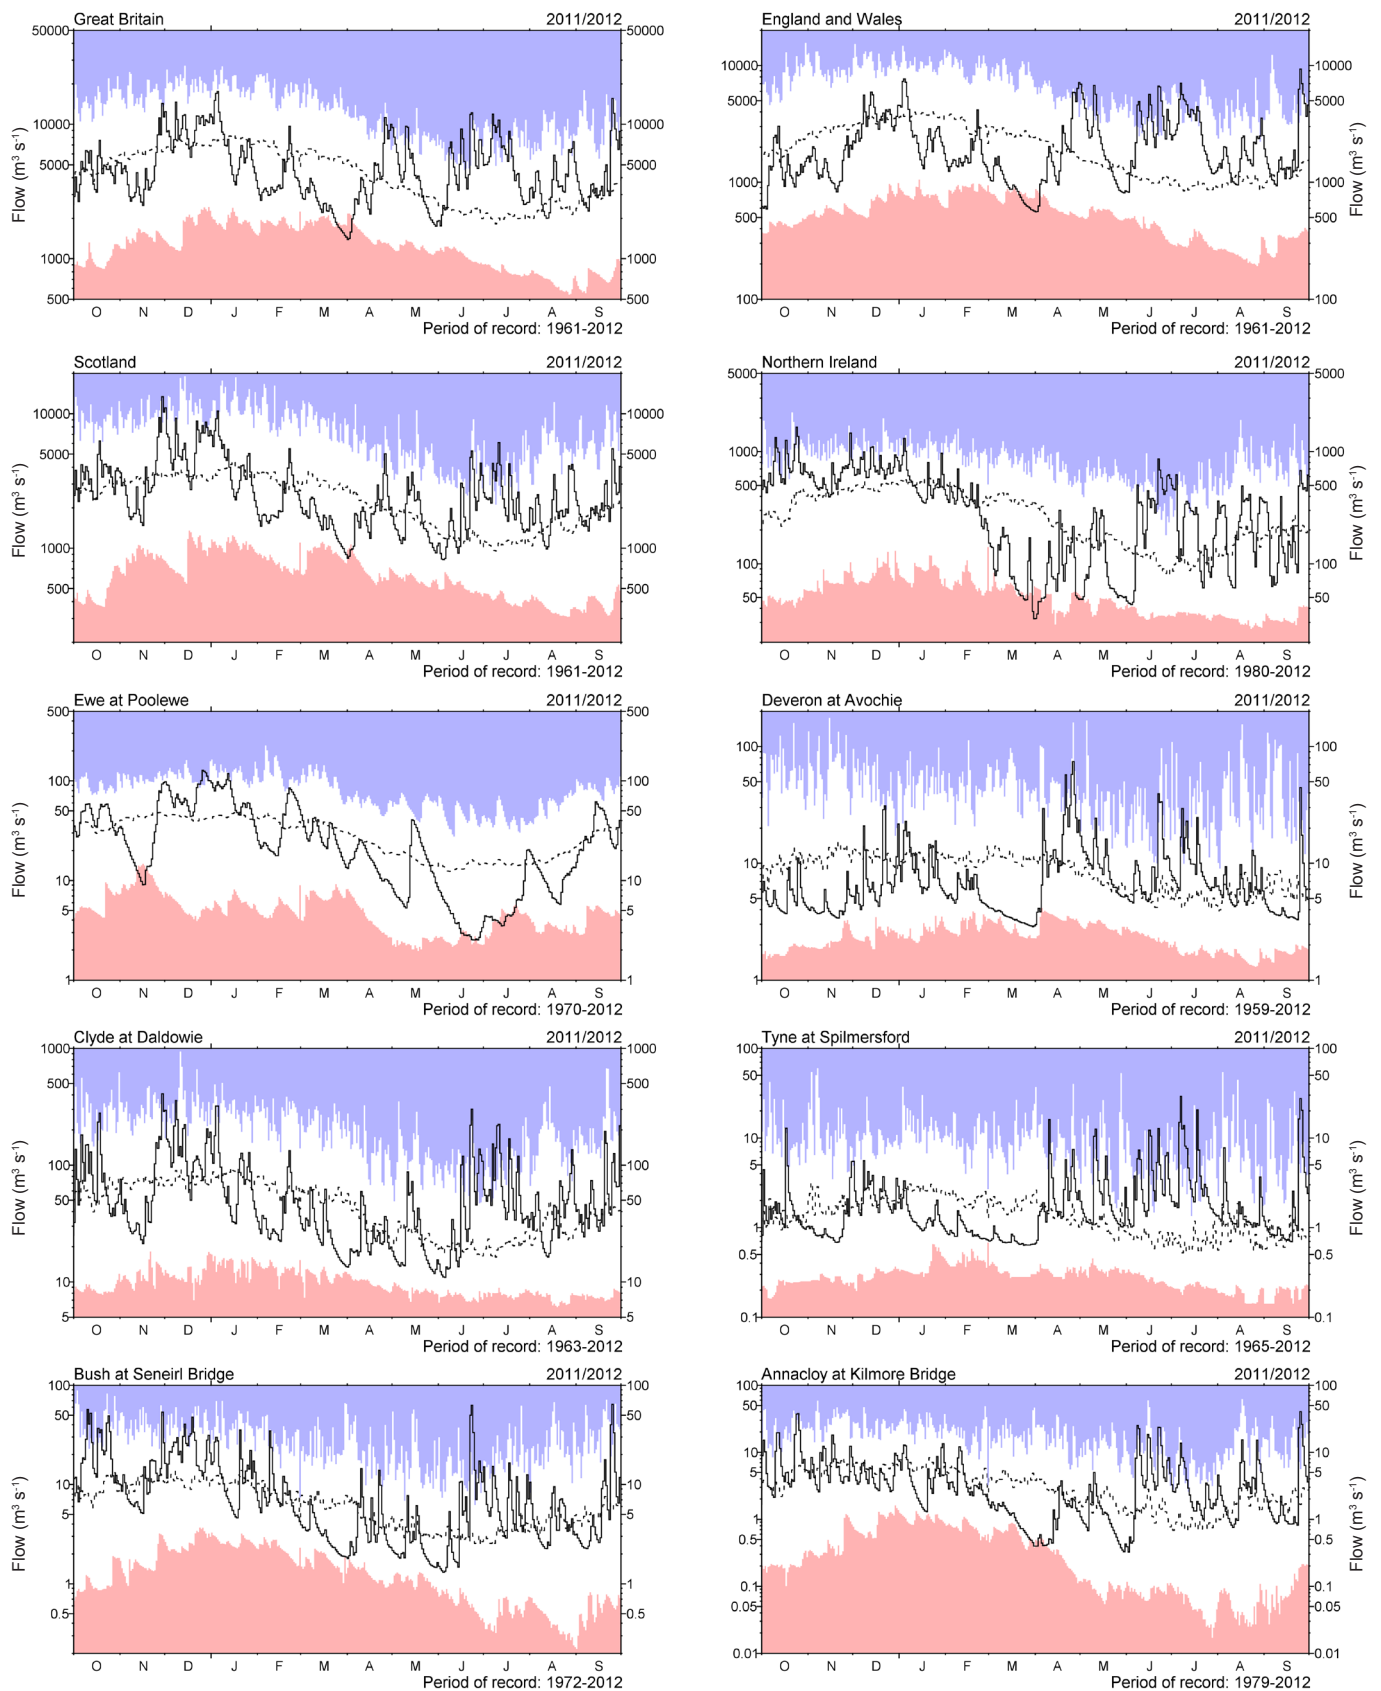 Great Britain 2011/2012 England and Wales 2011/2012
50000 50000
10000 10000
10000 10000
5000 5000
5000 5000
Flow (m³ s⁻¹) Flow (m³ s⁻¹)
1000 1000
500 500
1000 1000
500 500 100 100
O N D J F M A M J J A S O N D J F M A M J J A S
Period of record: 1961-2012 Period of record: 1961-2012
Scotland 2011/2012 Northern Ireland 2011/2012
5000 5000
10000 10000
1000 1000
5000 5000
500 500
Flow (m³ s⁻¹) Flow (m³ s⁻¹)
1000 1000
100 100
500 500
50 50
O N D J F M A M J J A S O N D J F M A M J J A S
Period of record: 1961-2012 Period of record: 1980-2012
Ewe at Poolewe 2011/2012 Deveron at Avochie 2011/2012
500 500
100 100
100 100
50 50
50 50
Flow (m³ s⁻¹) Flow (m³ s⁻¹)
10 10
10 10
5 5
5 5
1 1 1 1
O N D J F M A M J J A S O N D J F M A M J J A S
Period of record: 1970-2012 Period of record: 1959-2012
Clyde at Daldowie 2011/2012 Tyne at Spilmersford 2011/2012
1000 1000 100 100
50 50
500 500
10 10
100 100
5 5
50 50
Flow (m³ s⁻¹) Flow (m³ s⁻¹)
1 1
0.5 0.5
10 10
5 5 0.1 0.1
O N D J F M A M J J A S O N D J F M A M J J A S
Period of record: 1963-2012 Period of record: 1965-2012
Bush at Seneirl Bridge 2011/2012 Annacloy at Kilmore Bridge 2011/2012
100 100 100 100
50 50
50 50
10 10
5 5
10 10
5 5
Flow (m³ s⁻¹) Flow (m³ s⁻¹)
1 1
0.5 0.5
1 1
0.1 0.1
0.5 0.5
0.05 0.05
0.01 0.01
O N D J F M A M J J A S O N D J F M A M J J A S
Period of record: 1972-2012 Period of record: 1979-2012